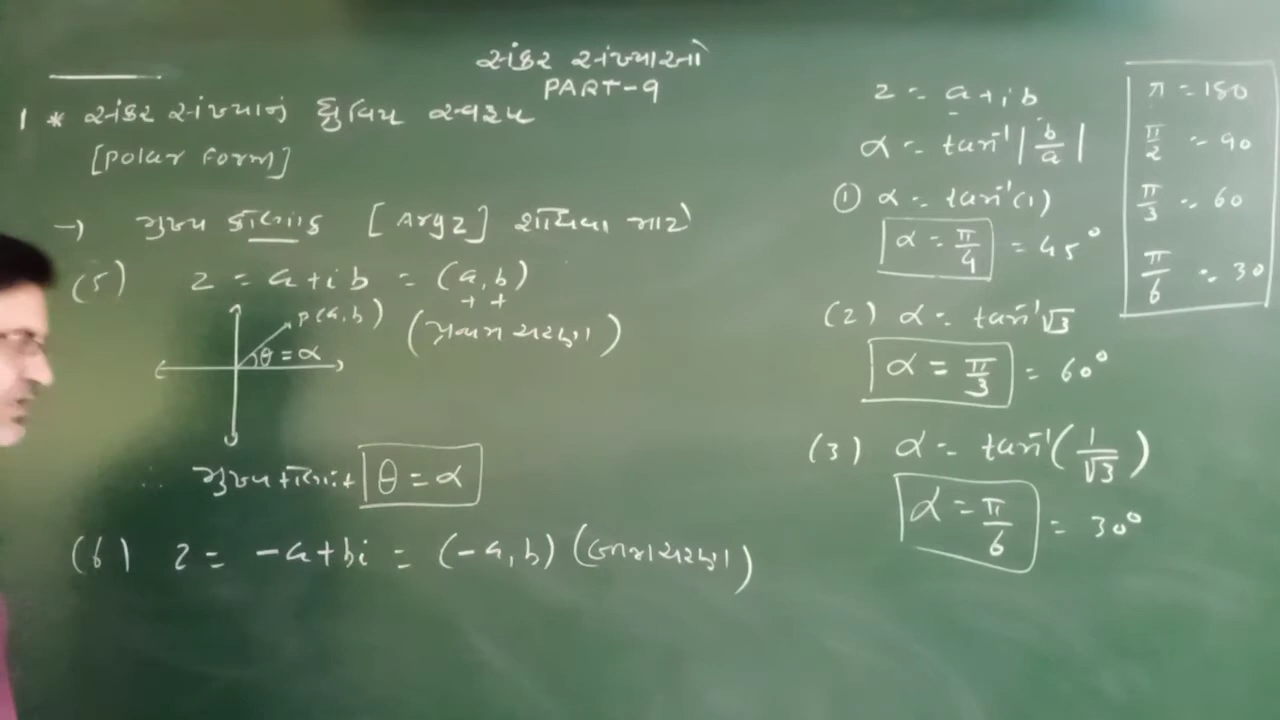 સંકર સંખ્યાઓ
PART-9
1 * સંકર સંખ્યાનું ધ્રુવિય સ્વરૂપ
[Polar Form]
→ મુખ્ય કોણાંક [Arg z] શોધવા માટે
(5) z = a+ib = (a,b)
+ +
P(a,b) (પ્રથમ ચરણ)
θ = α
∴ મુખ્ય θ = α
(6) z = -a+bi = (-a, b) (ચરણ)
z = a+ib
α = tan⁻¹|b/a|
① α = tan⁻¹(1)
α = π/4 = 45°
(2) α = tan⁻¹√3
α = π/3 = 60°
(3) α = tan⁻¹(1/√3)
α = π/6 = 30°
π = 180
π/2 = 90
π/3 = 60
π/6 = 30